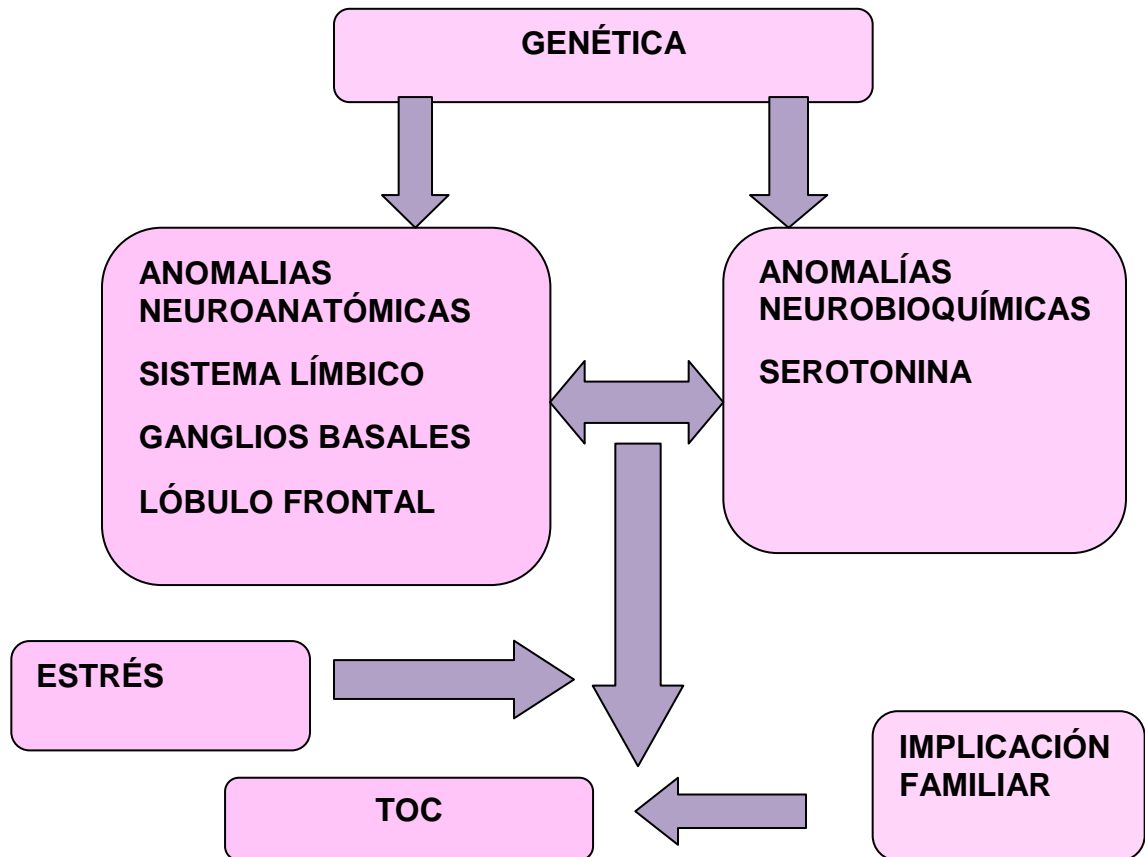 GENÉTICA
ANOMALIAS
NEUROANATÓMICAS
SISTEMA LÍMBICO
GANGLIOS BASALES
LÓBULO FRONTAL
ANOMALÍAS
NEUROBIOQUÍMICAS
SEROTONINA
ESTRÉS
IMPLICACIÓN
FAMILIAR
TOC